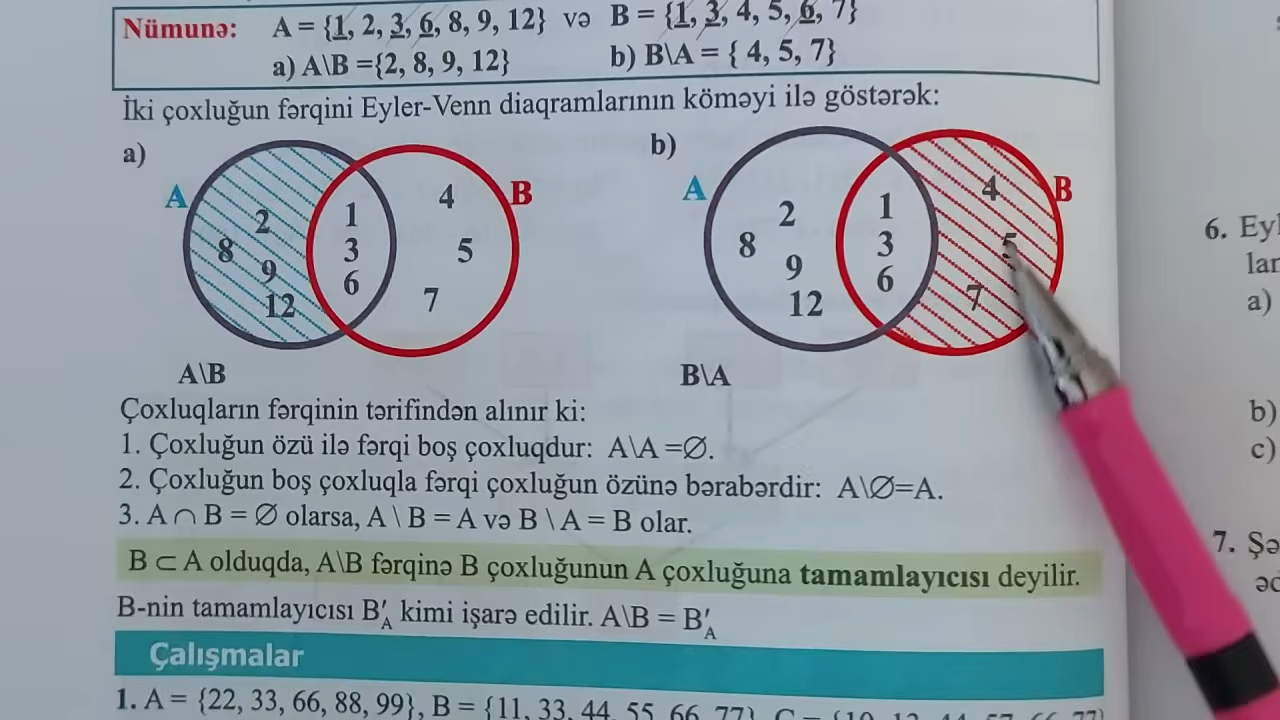 Nümunə: A = {1, 2, 3, 6, 8, 9, 12} və B = {1, 3, 4, 5, 6, 7}
a) A\B ={2, 8, 9, 12} b) B\A = { 4, 5, 7}
İki çoxluğun fərqini Eyler-Venn diaqramlarının köməyi ilə göstərək:
a)
A
2
8
9
12
1
3
6
4
5
7
B
A\B
b)
A
2
8
9
12
1
3
6
4
5
7
B
B\A
Çoxluqların fərqinin tərifindən alınır ki:
1. Çoxluğun özü ilə fərqi boş çoxluqdur: A\A =∅.
2. Çoxluğun boş çoxluqla fərqi çoxluğun özünə bərabərdir: A\∅=A.
3. A ∩ B = ∅ olarsa, A \ B = A və B \ A = B olar.
B ⊂ A olduqda, A\B fərqinə B çoxluğunun A çoxluğuna tamamlayıcısı deyilir.
B-nin tamamlayıcısı B′A kimi işarə edilir. A\B = B′A
Çalışmalar
1. A = {22, 33, 66, 88, 99}, B = {11, 33, 44, 55, 66, 77}
6.
a)
b)
c)
7.